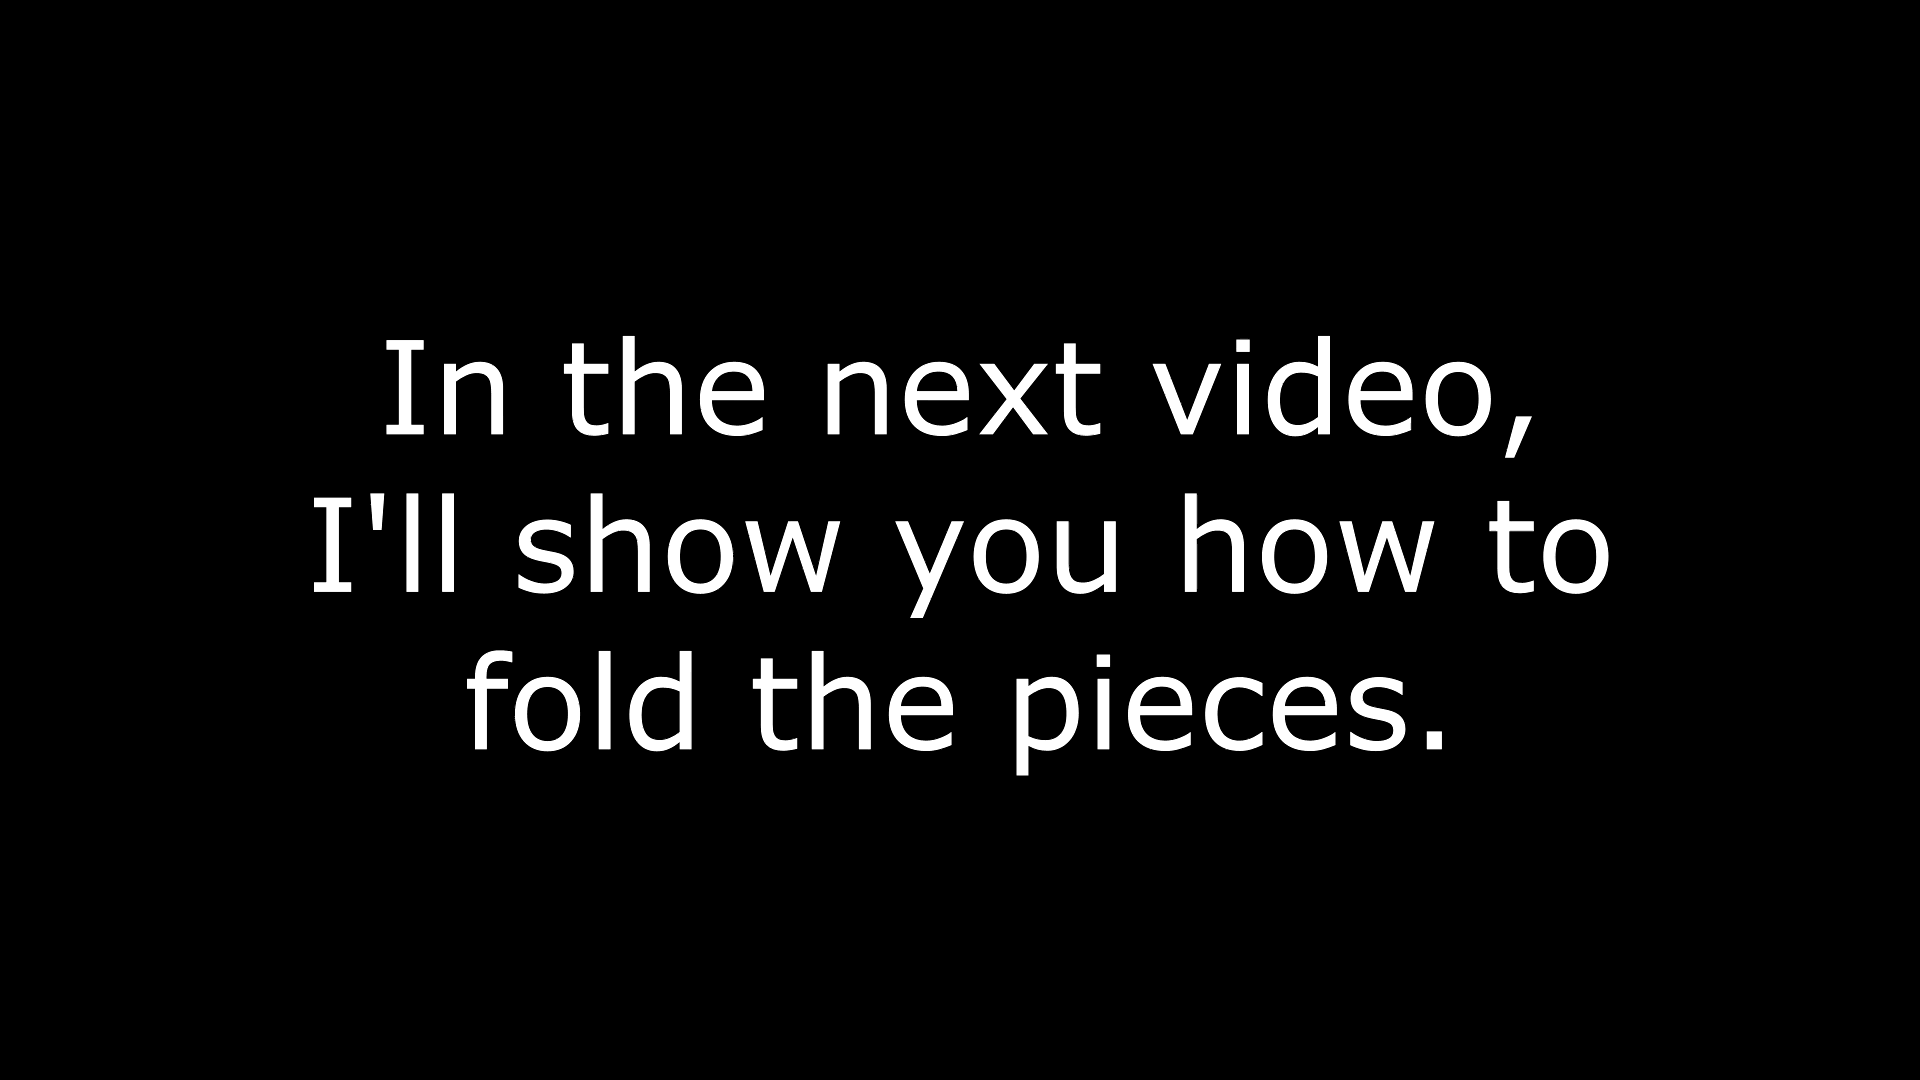 In the next video,
I'll show you how to
fold the pieces.